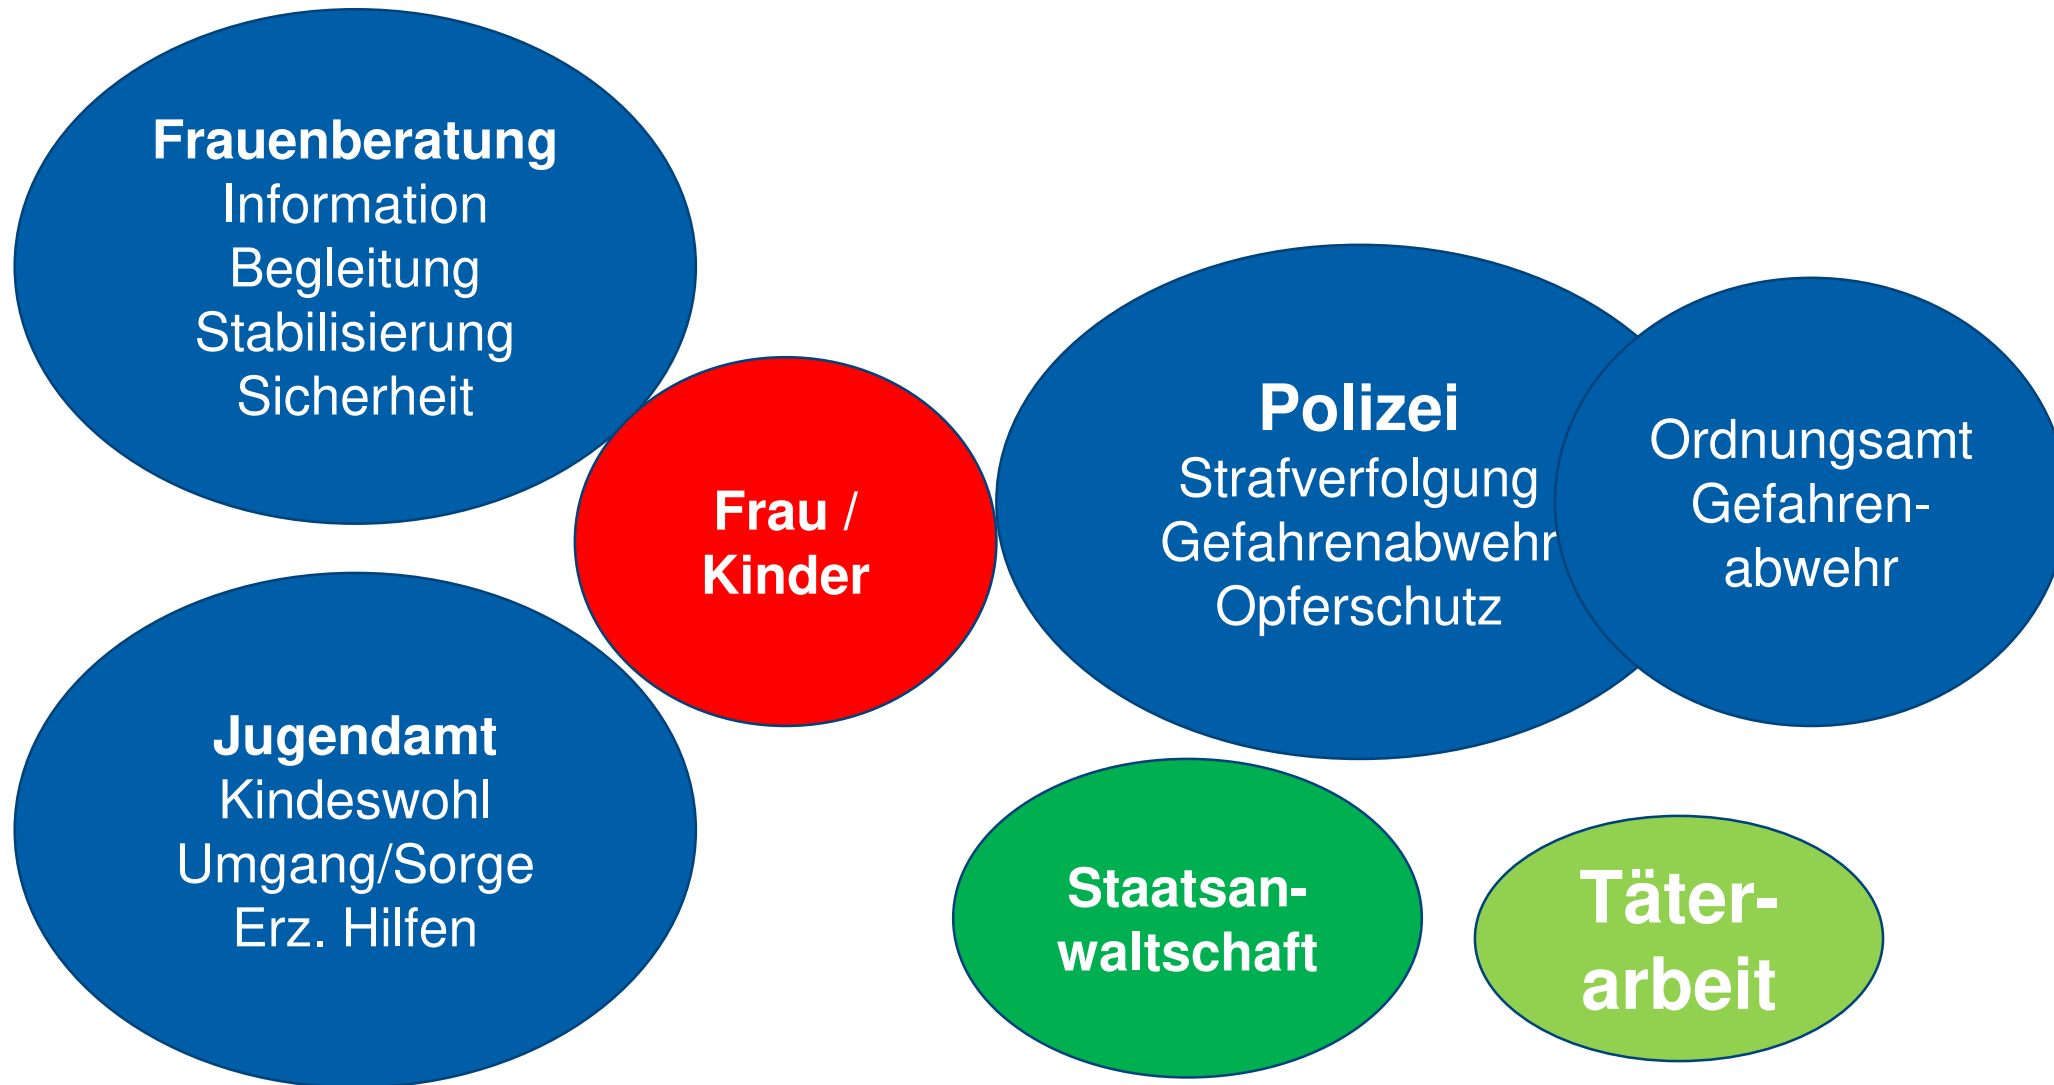 Frauenberatung
Information
Begleitung
Stabilisierung
Sicherheit
Frau /
Kinder
Polizei
Strafverfolgung
Gefahrenabwehr
Opferschutz
Ordnungsamt
Gefahren-
abwehr
Jugendamt
Kindeswohl
Umgang/Sorge
Erz. Hilfen
Staatsan-
waltschaft
Täter-
arbeit